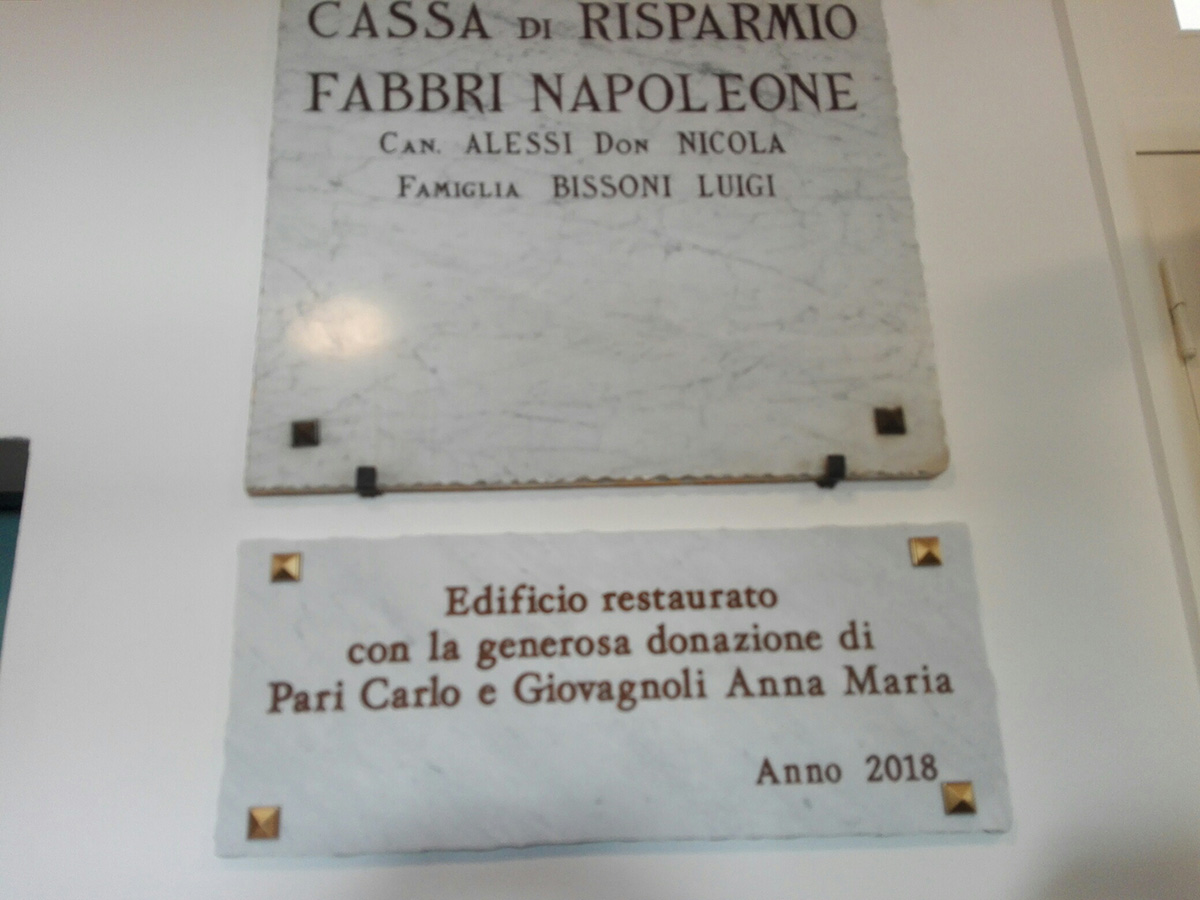 CASSA DI RISPARMIO
FABBRI NAPOLEONE
CAN. ALESSI DON NICOLA
FAMIGLIA BISSONI LUIGI
Edificio restaurato
con la generosa donazione di
Pari Carlo e Giovagnoli Anna Maria
Anno 2018